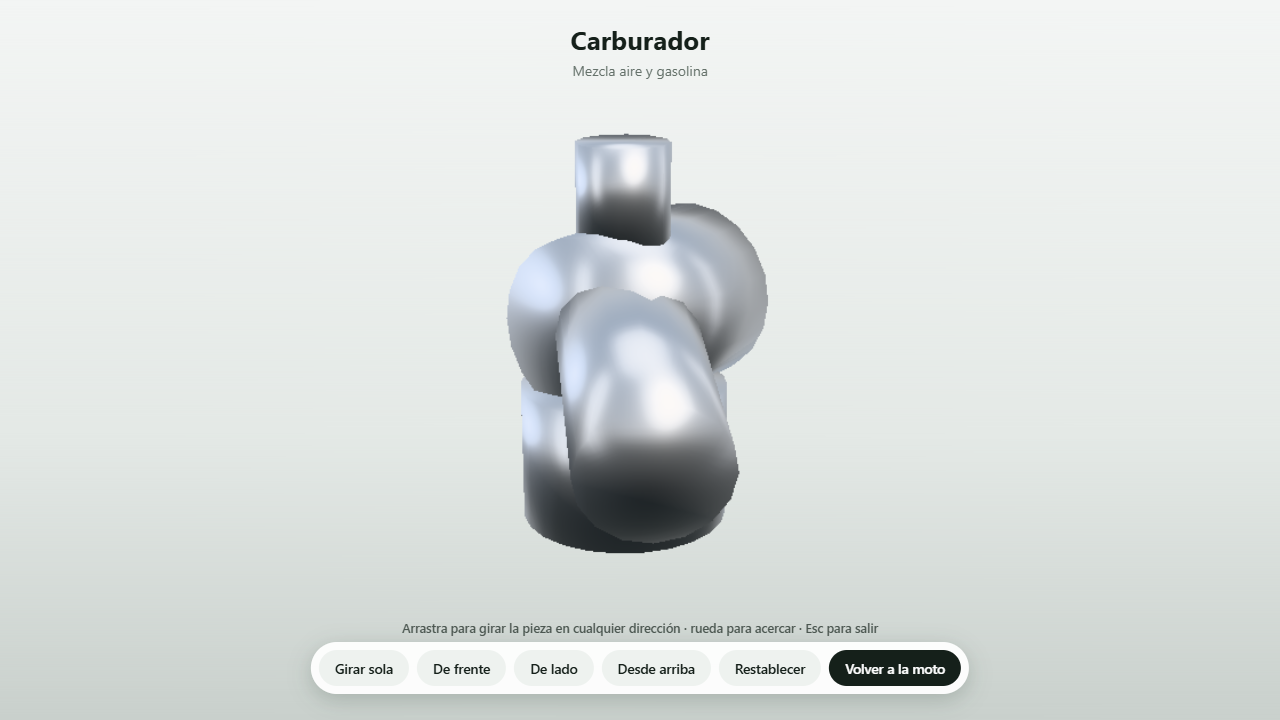 Carburador
Mezcla aire y gasolina
Arrastra para girar la pieza en cualquier dirección · rueda para acercar · Esc para salir
Girar sola
De frente
De lado
Desde arriba
Restablecer
Volver a la moto